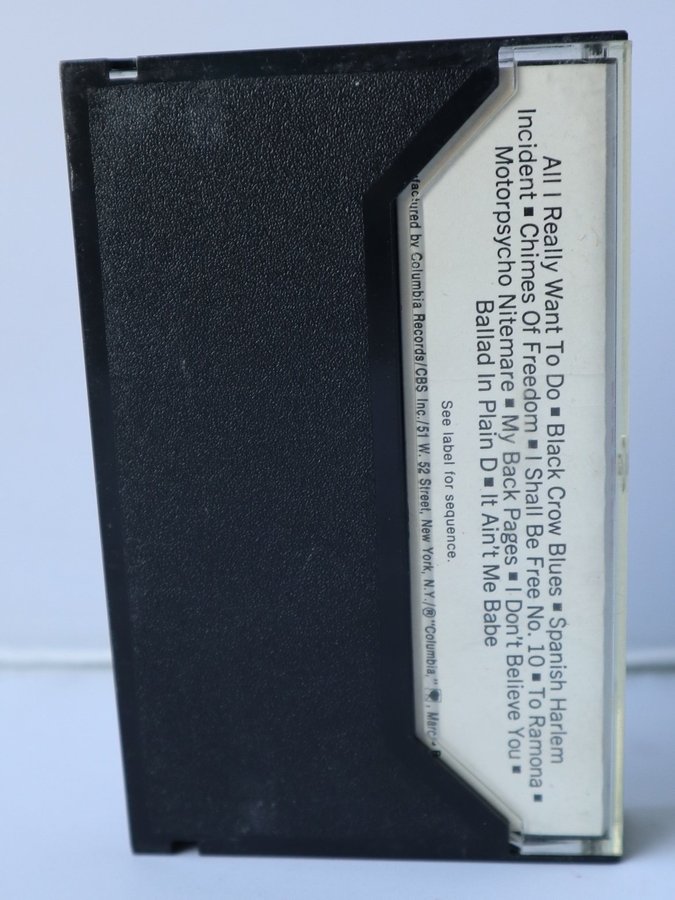 All I Really Want To Do ▪ Black Crow Blues ▪ Spanish Harlem
Incident ▪ Chimes Of Freedom ▪ I Shall Be Free No. 10 ▪ To Ramona ▪
Motorpsycho Nitemare ▪ My Back Pages ▪ I Don't Believe You ▪
Ballad In Plain D ▪ It Ain't Me Babe
See label for sequence.
factured by Columbia Records/CBS Inc./51 W. 52 Street, New York, N.Y./® "Columbia,"